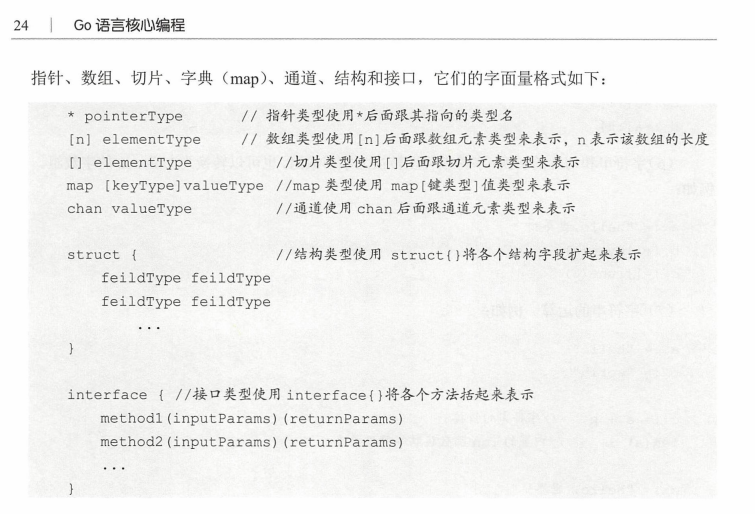 24 | Go 语言核心编程
指针、数组、切片、字典（map）、通道、结构和接口，它们的字面量格式如下：
* pointerType // 指针类型使用*后面跟其指向的类型名
[n] elementType // 数组类型使用[n]后面跟数组元素类型来表示，n 表示该数组的长度
[] elementType //切片类型使用[]后面跟切片元素类型来表示
map [keyType]valueType //map 类型使用 map[键类型]值类型来表示
chan valueType //通道使用 chan 后面跟通道元素类型来表示
struct { //结构类型使用 struct{}将各个结构字段扩起来表示
feildType feildType
feildType feildType
...
}
interface { //接口类型使用 interface{}将各个方法括起来表示
method1(inputParams)(returnParams)
method2(inputParams)(returnParams)
...
}